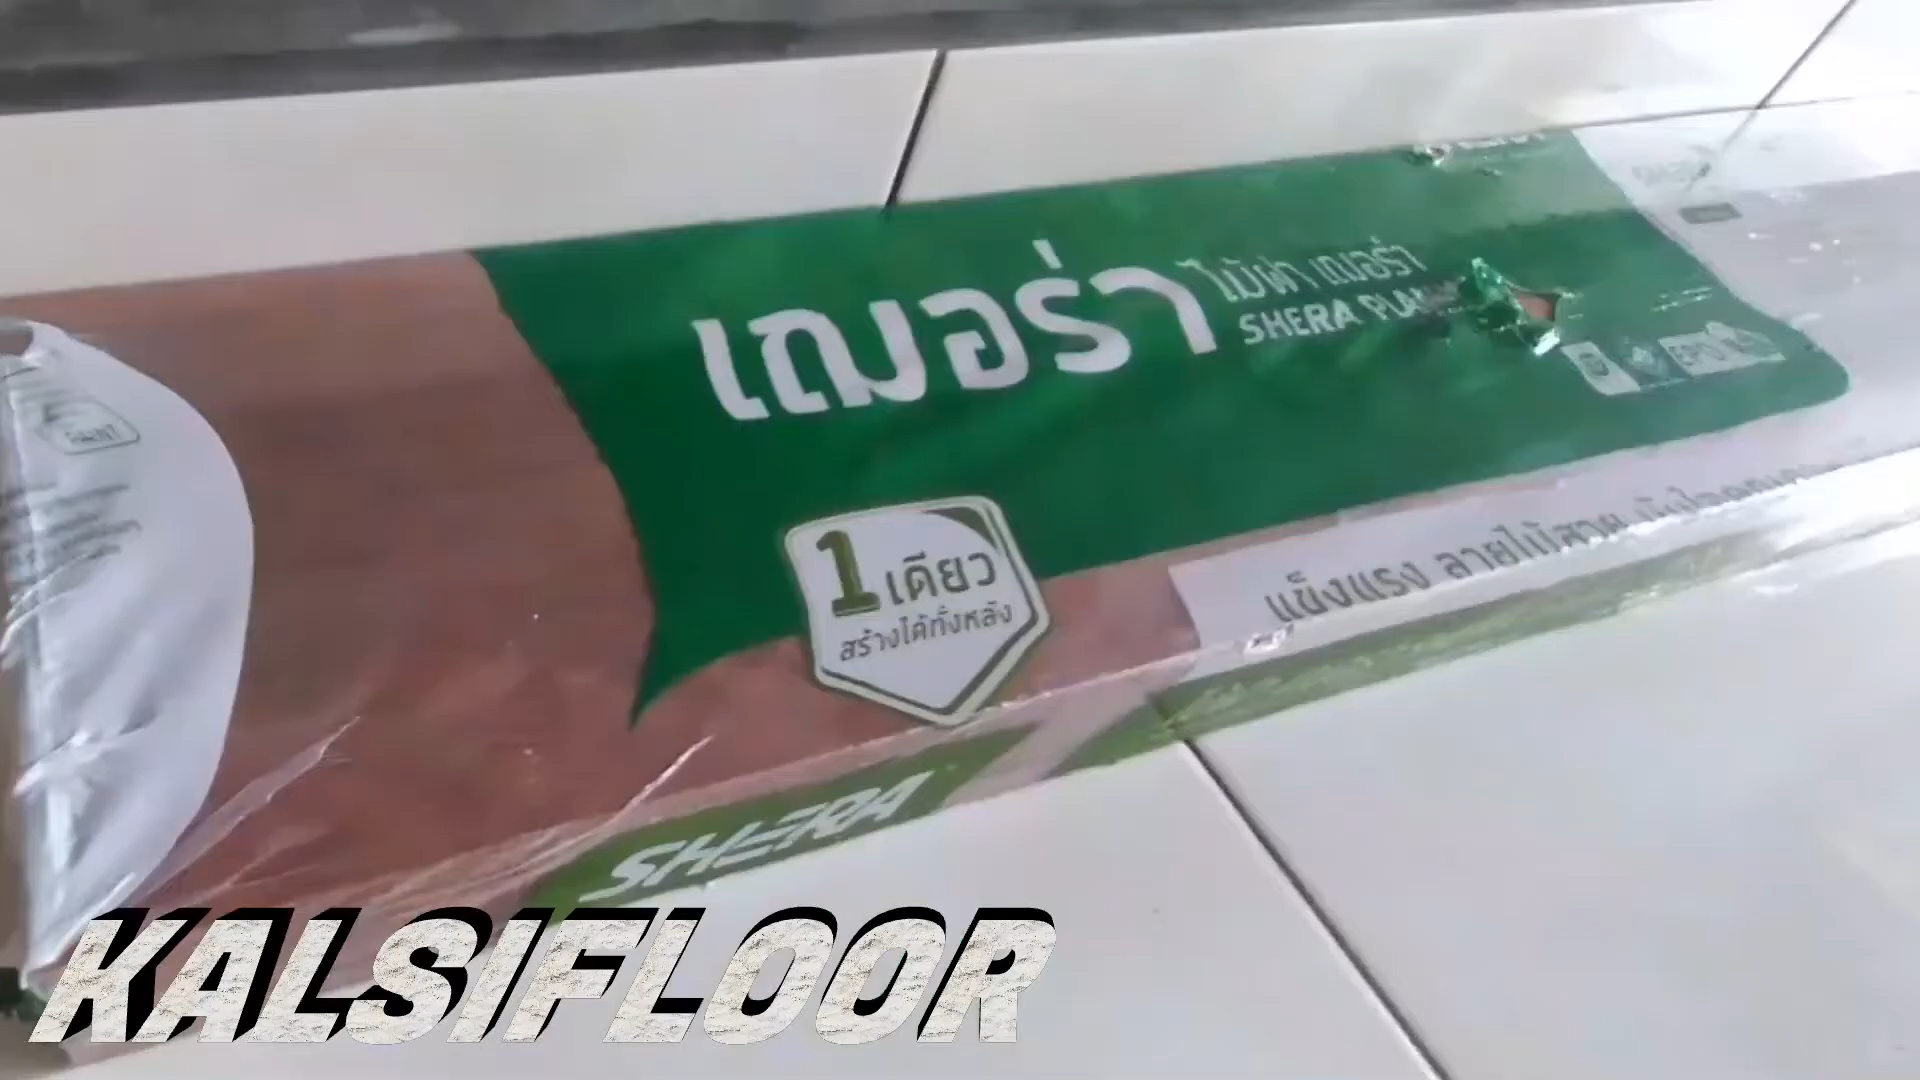 เฌอร่า
ไม้ฝา เฌอร่า
SHERA
1 เดียว
สร้างได้ทั้งหลัง
แข็งแรง ลายไม้สวย
SHERA
PAINT
EPD
KALSIFLOOR